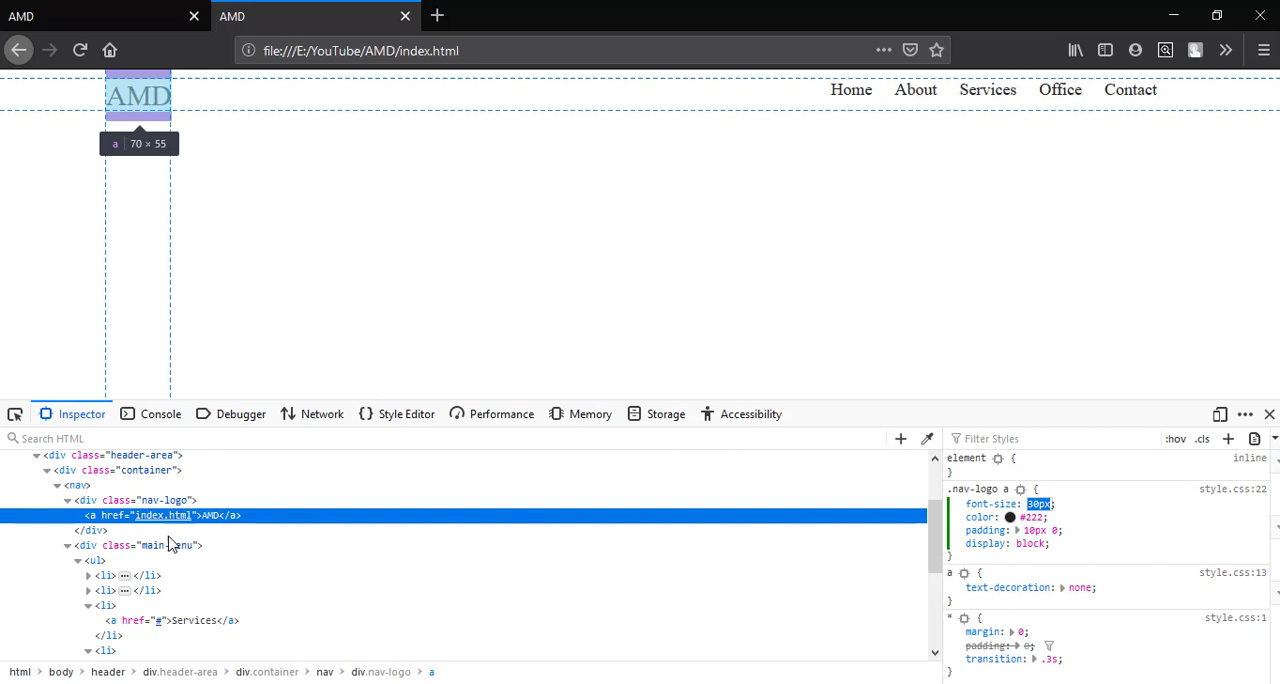 AMD
AMD
file:///E:/YouTube/AMD/index.html
AMD
Home About Services Office Contact
a 70 × 55
Inspector Console Debugger Network Style Editor Performance Memory Storage Accessibility
Search HTML
Filter Styles :hov .cls
<div class="header-area">
<div class="container">
<nav>
<div class="nav-logo">
<a href="index.html">AMD</a>
</div>
<div class="main-menu">
<ul>
<li>⋯</li>
<li>⋯</li>
<li>
<a href="#">Services</a>
</li>
<li>
element { inline
}
.nav-logo a { style.css:22
font-size: 30px;
color: #222;
padding: 10px 0;
display: block;
}
a { style.css:13
text-decoration: none;
}
* { style.css:1
margin: 0;
padding: 0;
transition: .3s;
}
html > body > header > div.header-area > div.container > nav > div.nav-logo > a